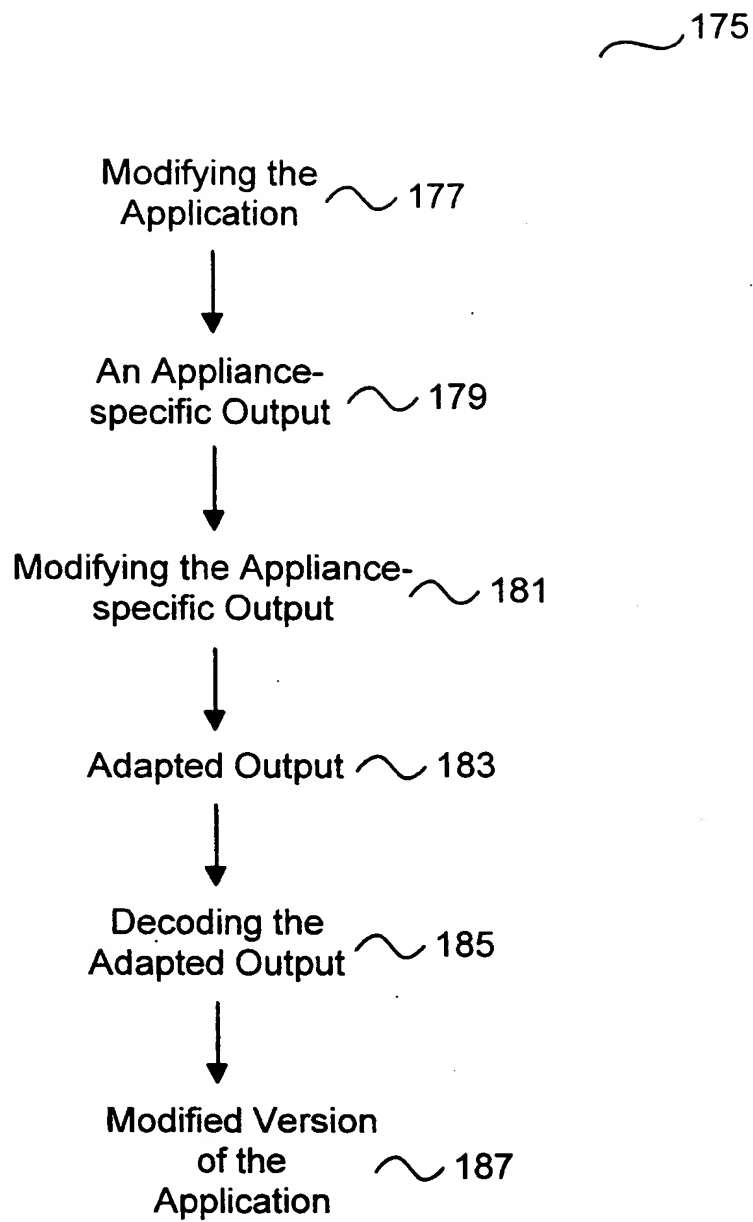 175
Modifying the
Application 177
An Appliance-
specific Output 179
Modifying the Appliance-
specific Output 181
Adapted Output 183
Decoding the
Adapted Output 185
Modified Version
of the
Application 187